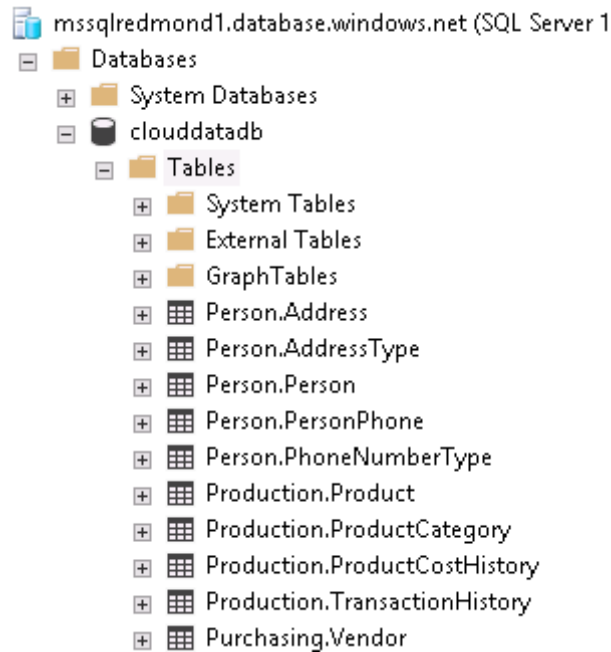 mssqlredmond1.database.windows.net (SQL Server 1
Databases
System Databases
clouddatadb
Tables
System Tables
External Tables
GraphTables
Person.Address
Person.AddressType
Person.Person
Person.PersonPhone
Person.PhoneNumberType
Production.Product
Production.ProductCategory
Production.ProductCostHistory
Production.TransactionHistory
Purchasing.Vendor